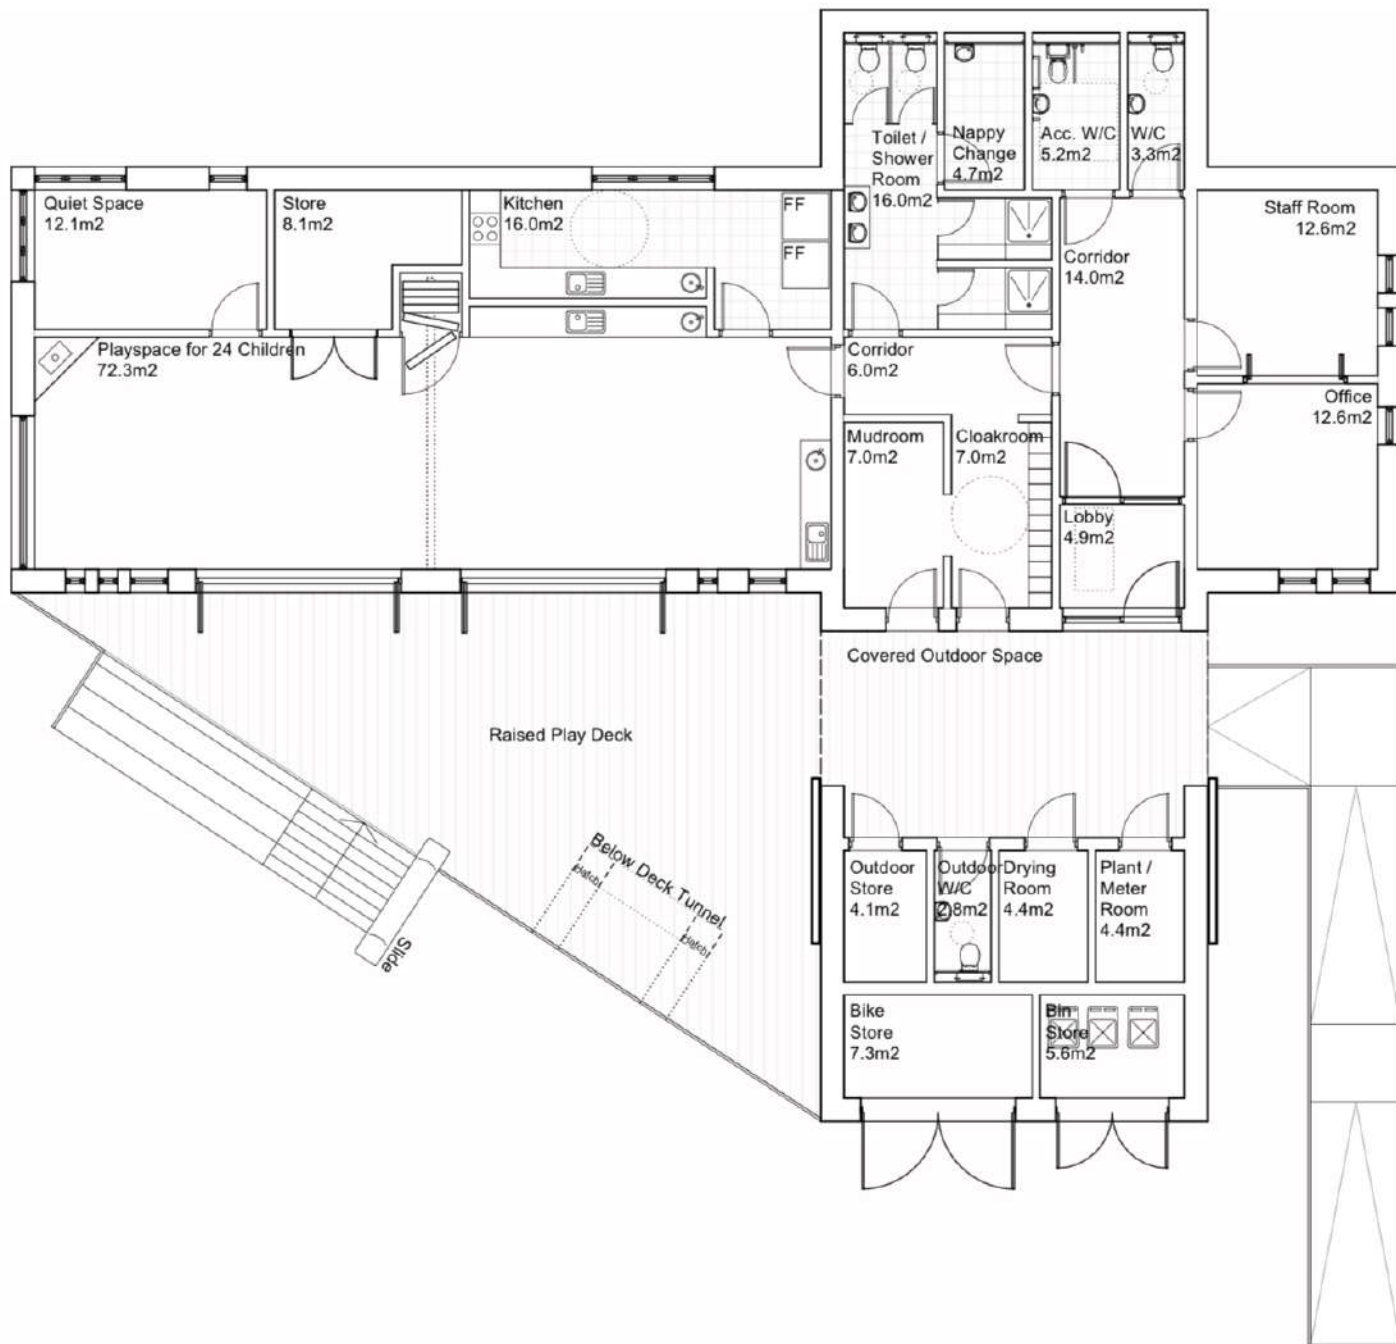 Toilet /
Shower
Room
16.0m2
Nappy
Change
4.7m2
Acc. W/C
5.2m2
W/C
3.3m2
Quiet Space
12.1m2
Store
8.1m2
Kitchen
16.0m2
FF
FF
Staff Room
12.6m2
Corridor
14.0m2
Playspace for 24 Children
72.3m2
Corridor
6.0m2
Office
12.6m2
Mudroom
7.0m2
Cloakroom
7.0m2
Lobby
4.9m2
Covered Outdoor Space
Raised Play Deck
Below Deck Tunnel
Hatch
Hatch
Slide
Outdoor
Store
4.1m2
Outdoor
W/C
2.8m2
Drying
Room
4.4m2
Plant /
Meter
Room
4.4m2
Bike
Store
7.3m2
Bin
Store
5.6m2